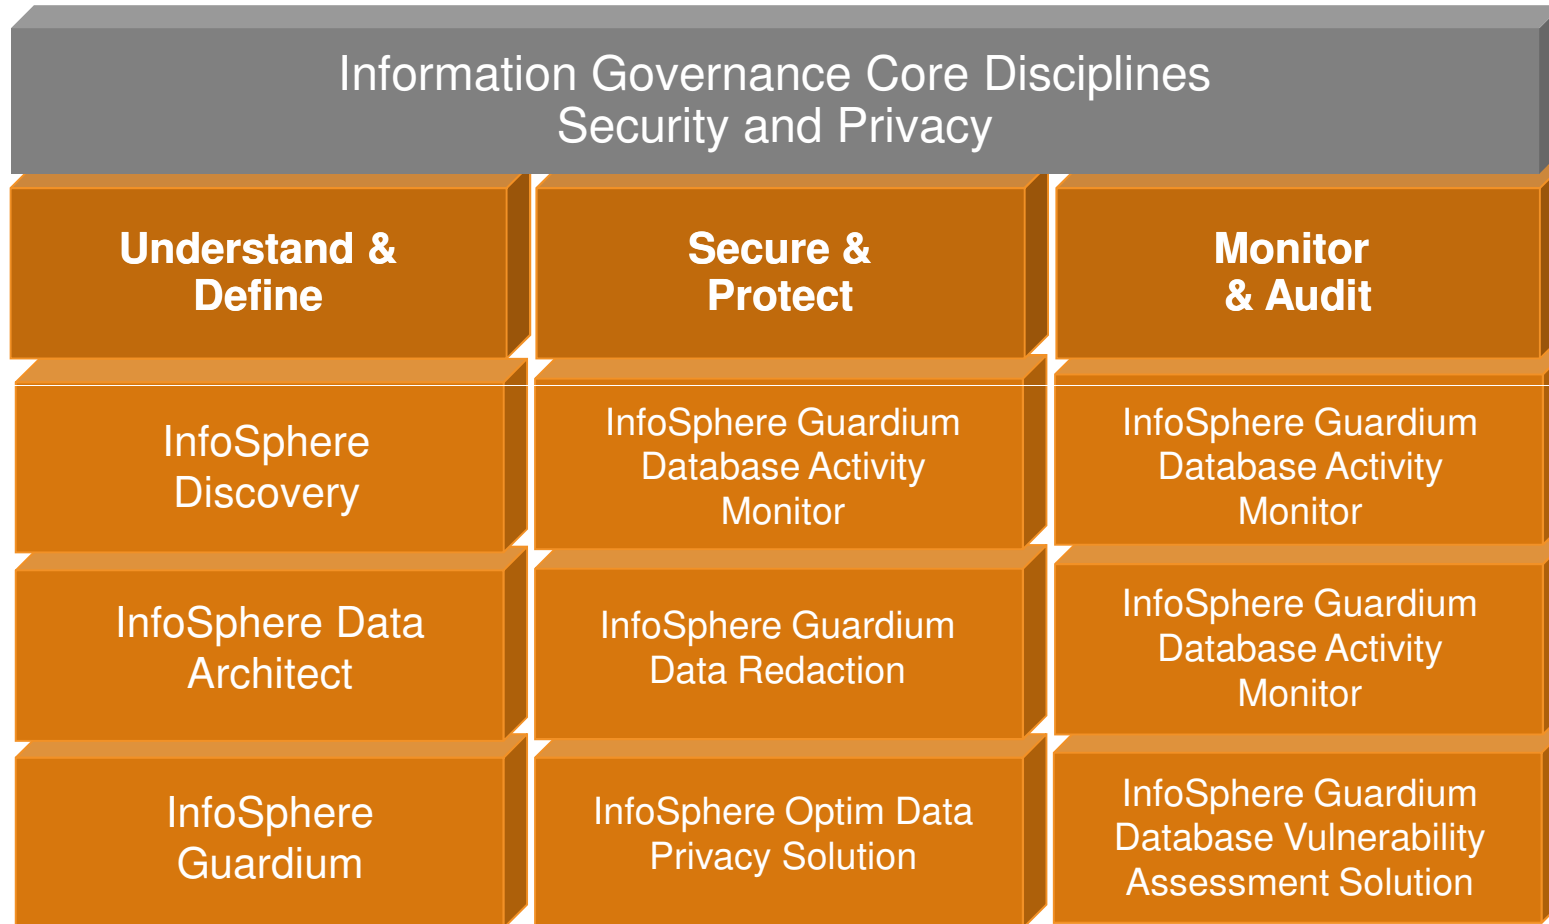 Information Governance Core Disciplines
Security and Privacy
Understand &
Define
Secure &
Protect
Monitor
& Audit
InfoSphere
Discovery
InfoSphere Guardium
Database Activity
Monitor
InfoSphere Guardium
Database Activity
Monitor
InfoSphere Data
Architect
InfoSphere Guardium
Data Redaction
InfoSphere Guardium
Database Activity
Monitor
InfoSphere
Guardium
InfoSphere Optim Data
Privacy Solution
InfoSphere Guardium
Database Vulnerability
Assessment Solution